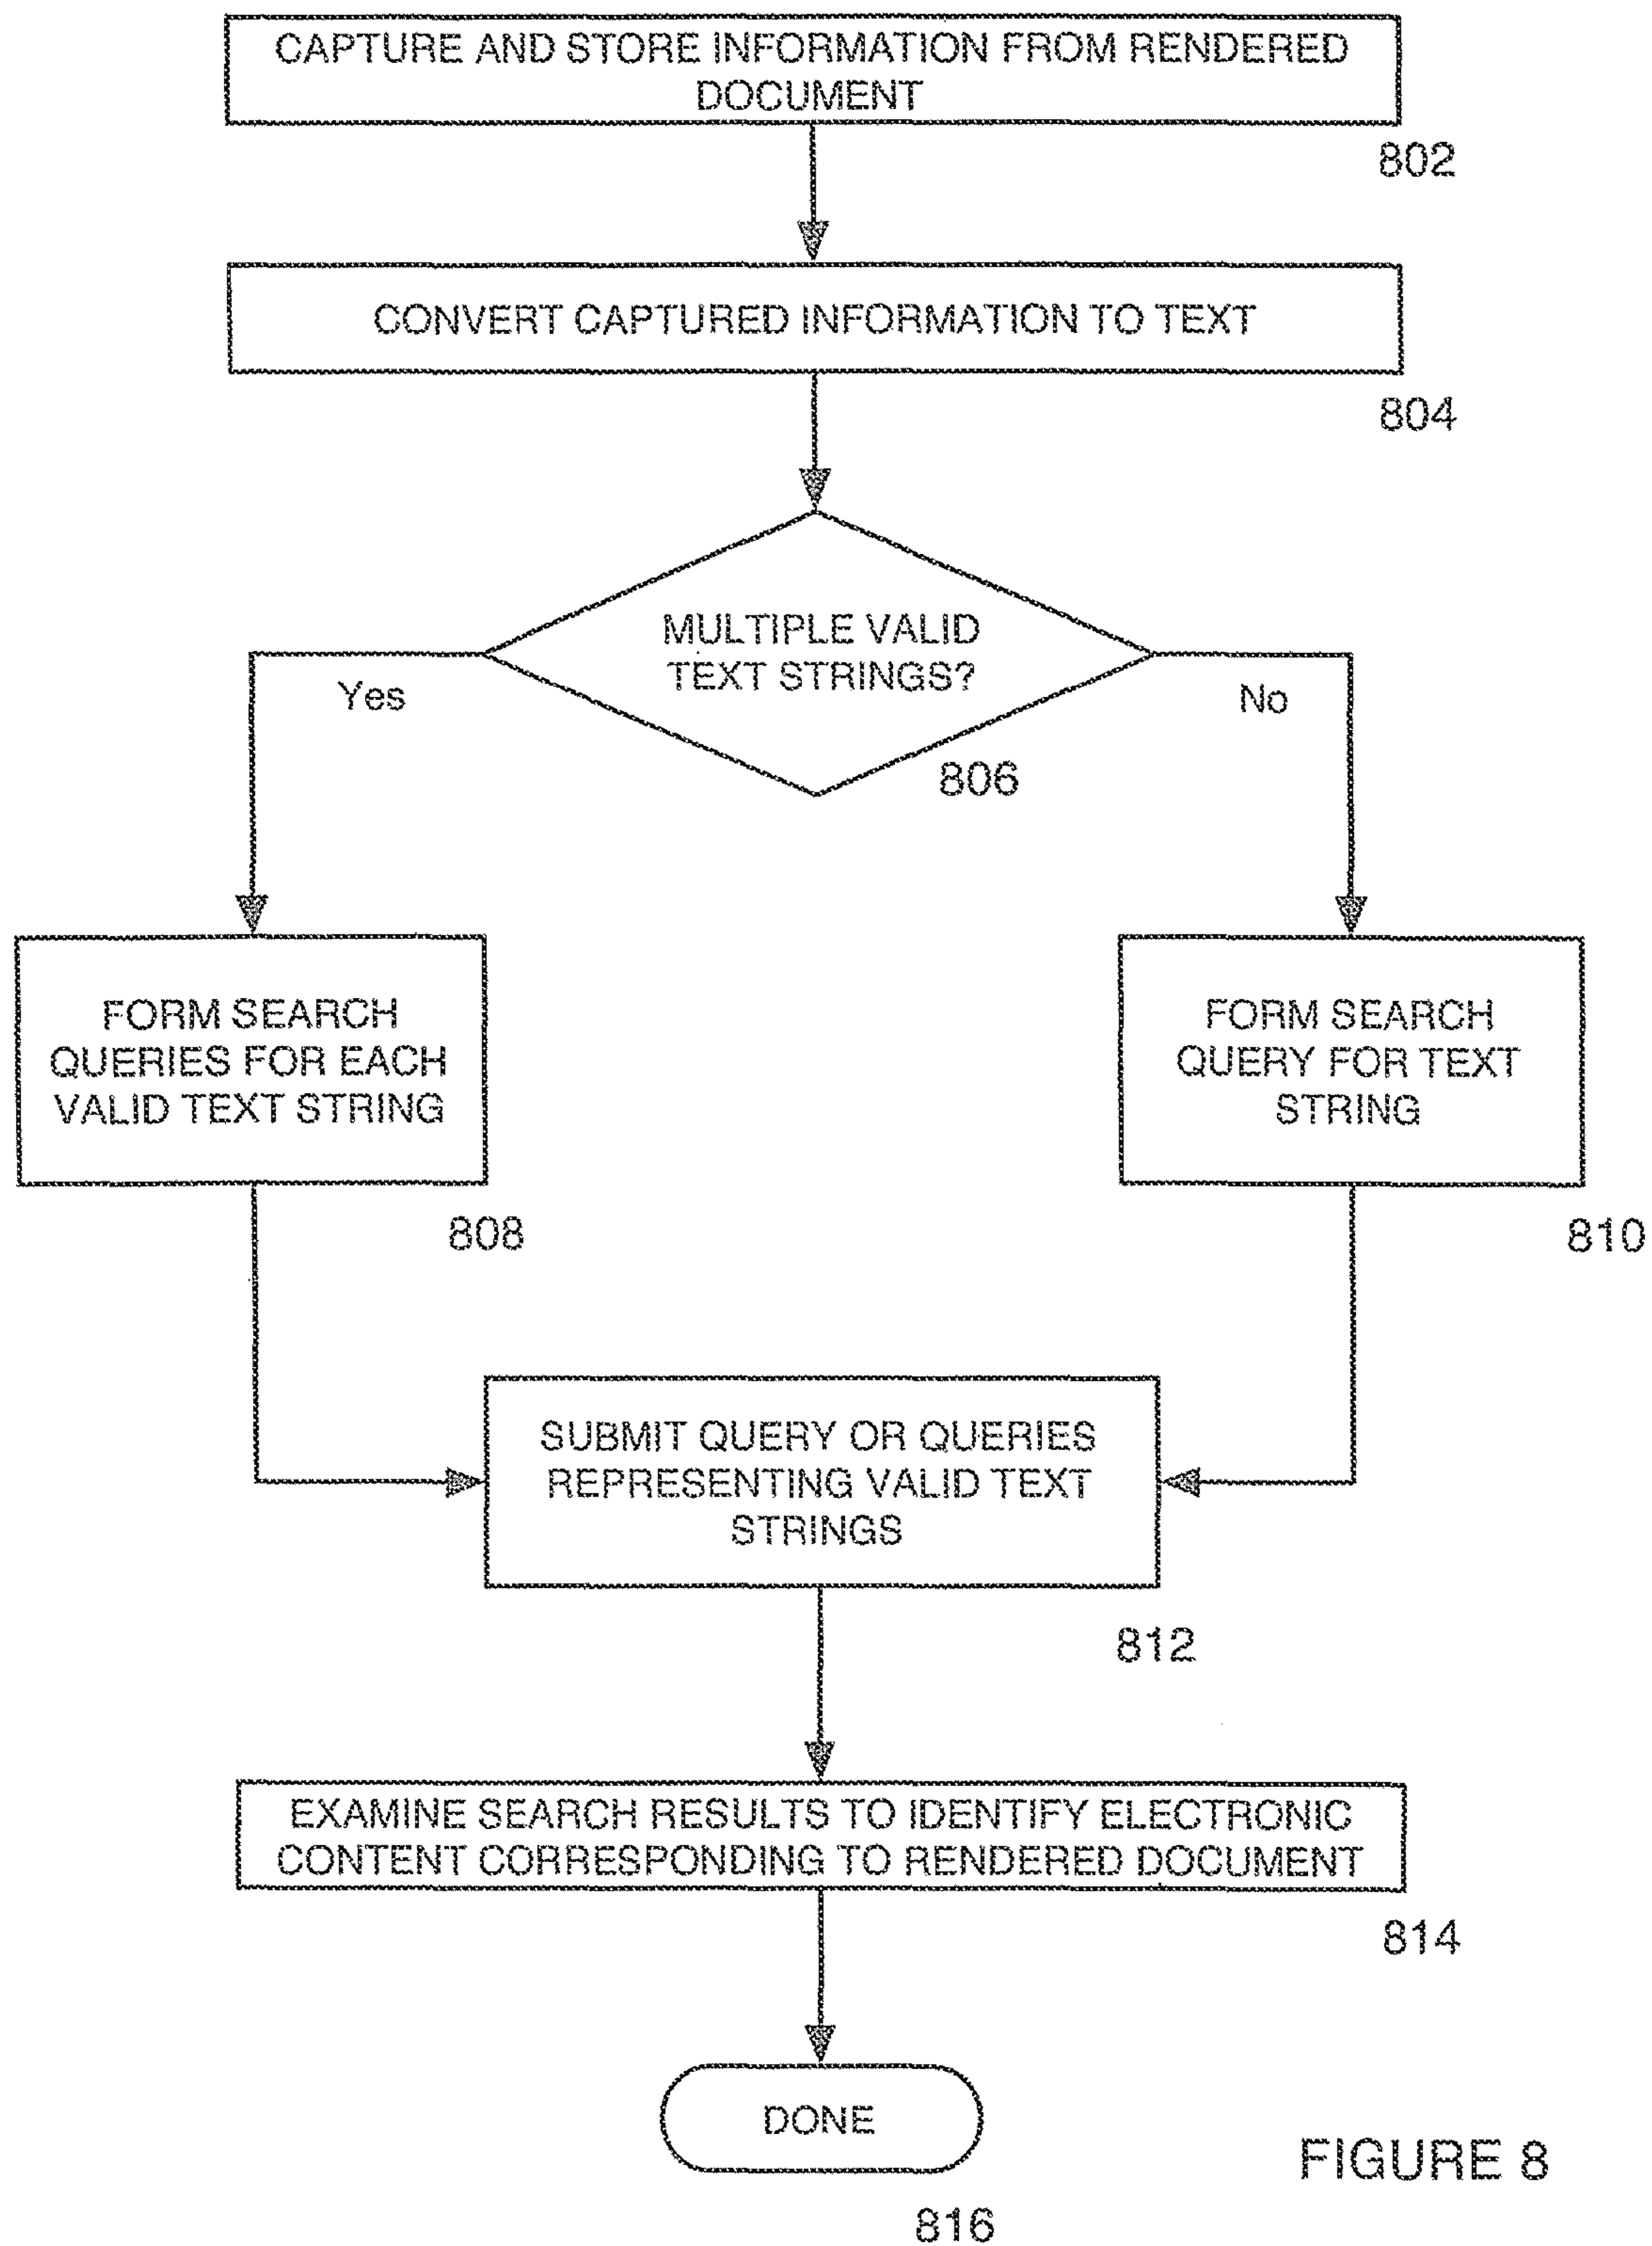 CAPTURE AND STORE INFORMATION FROM RENDERED
DOCUMENT
802
CONVERT CAPTURED INFORMATION TO TEXT
804
MULTIPLE VALID
TEXT STRINGS?
Yes
No
806
FORM SEARCH
QUERIES FOR EACH
VALID TEXT STRING
808
FORM SEARCH
QUERY FOR TEXT
STRING
810
SUBMIT QUERY OR QUERIES
REPRESENTING VALID TEXT
STRINGS
812
EXAMINE SEARCH RESULTS TO IDENTIFY ELECTRONIC
CONTENT CORRESPONDING TO RENDERED DOCUMENT
814
DONE
816
FIGURE 8